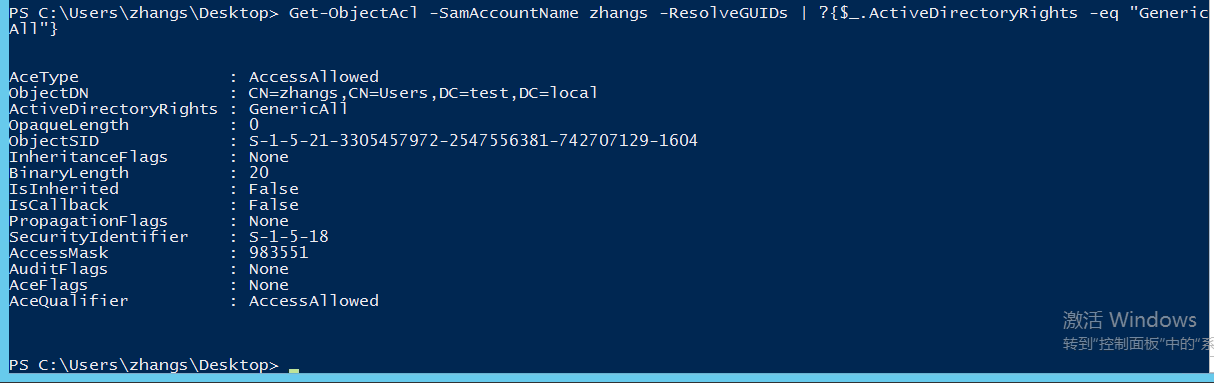 PS C:\Users\zhangs\Desktop> Get-ObjectAcl -SamAccountName zhangs -ResolveGUIDs | ?{$_.ActiveDirectoryRights -eq "Generic
All"}
AceType : AccessAllowed
ObjectDN : CN=zhangs,CN=Users,DC=test,DC=local
ActiveDirectoryRights : GenericAll
OpaqueLength : 0
ObjectSID : S-1-5-21-3305457972-2547556381-742707129-1604
InheritanceFlags : None
BinaryLength : 20
IsInherited : False
IsCallback : False
PropagationFlags : None
SecurityIdentifier : S-1-5-18
AccessMask : 983551
AuditFlags : None
AceFlags : None
AceQualifier : AccessAllowed
激活 Windows
转到"控制面板"中的"系
PS C:\Users\zhangs\Desktop>